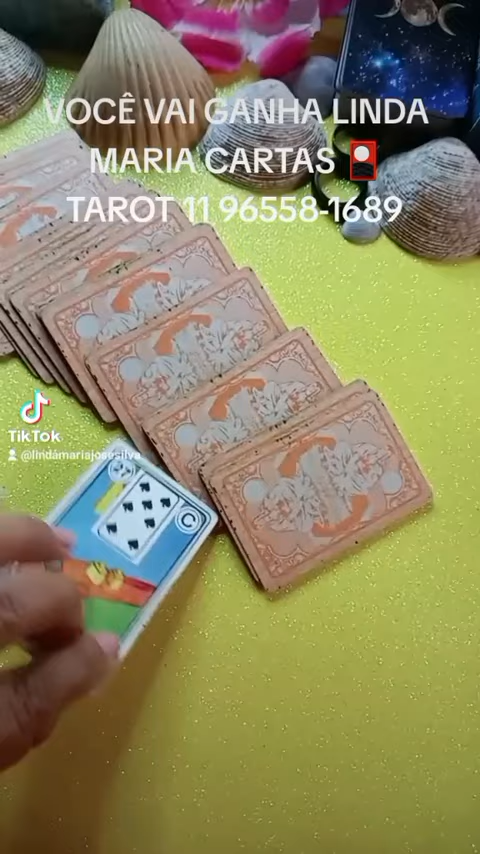 VOCÊ VAI GANHA LINDA
MARIA CARTAS 🎴
TAROT 11 96558-1689
TikTok
@lindamariajosesilva
C